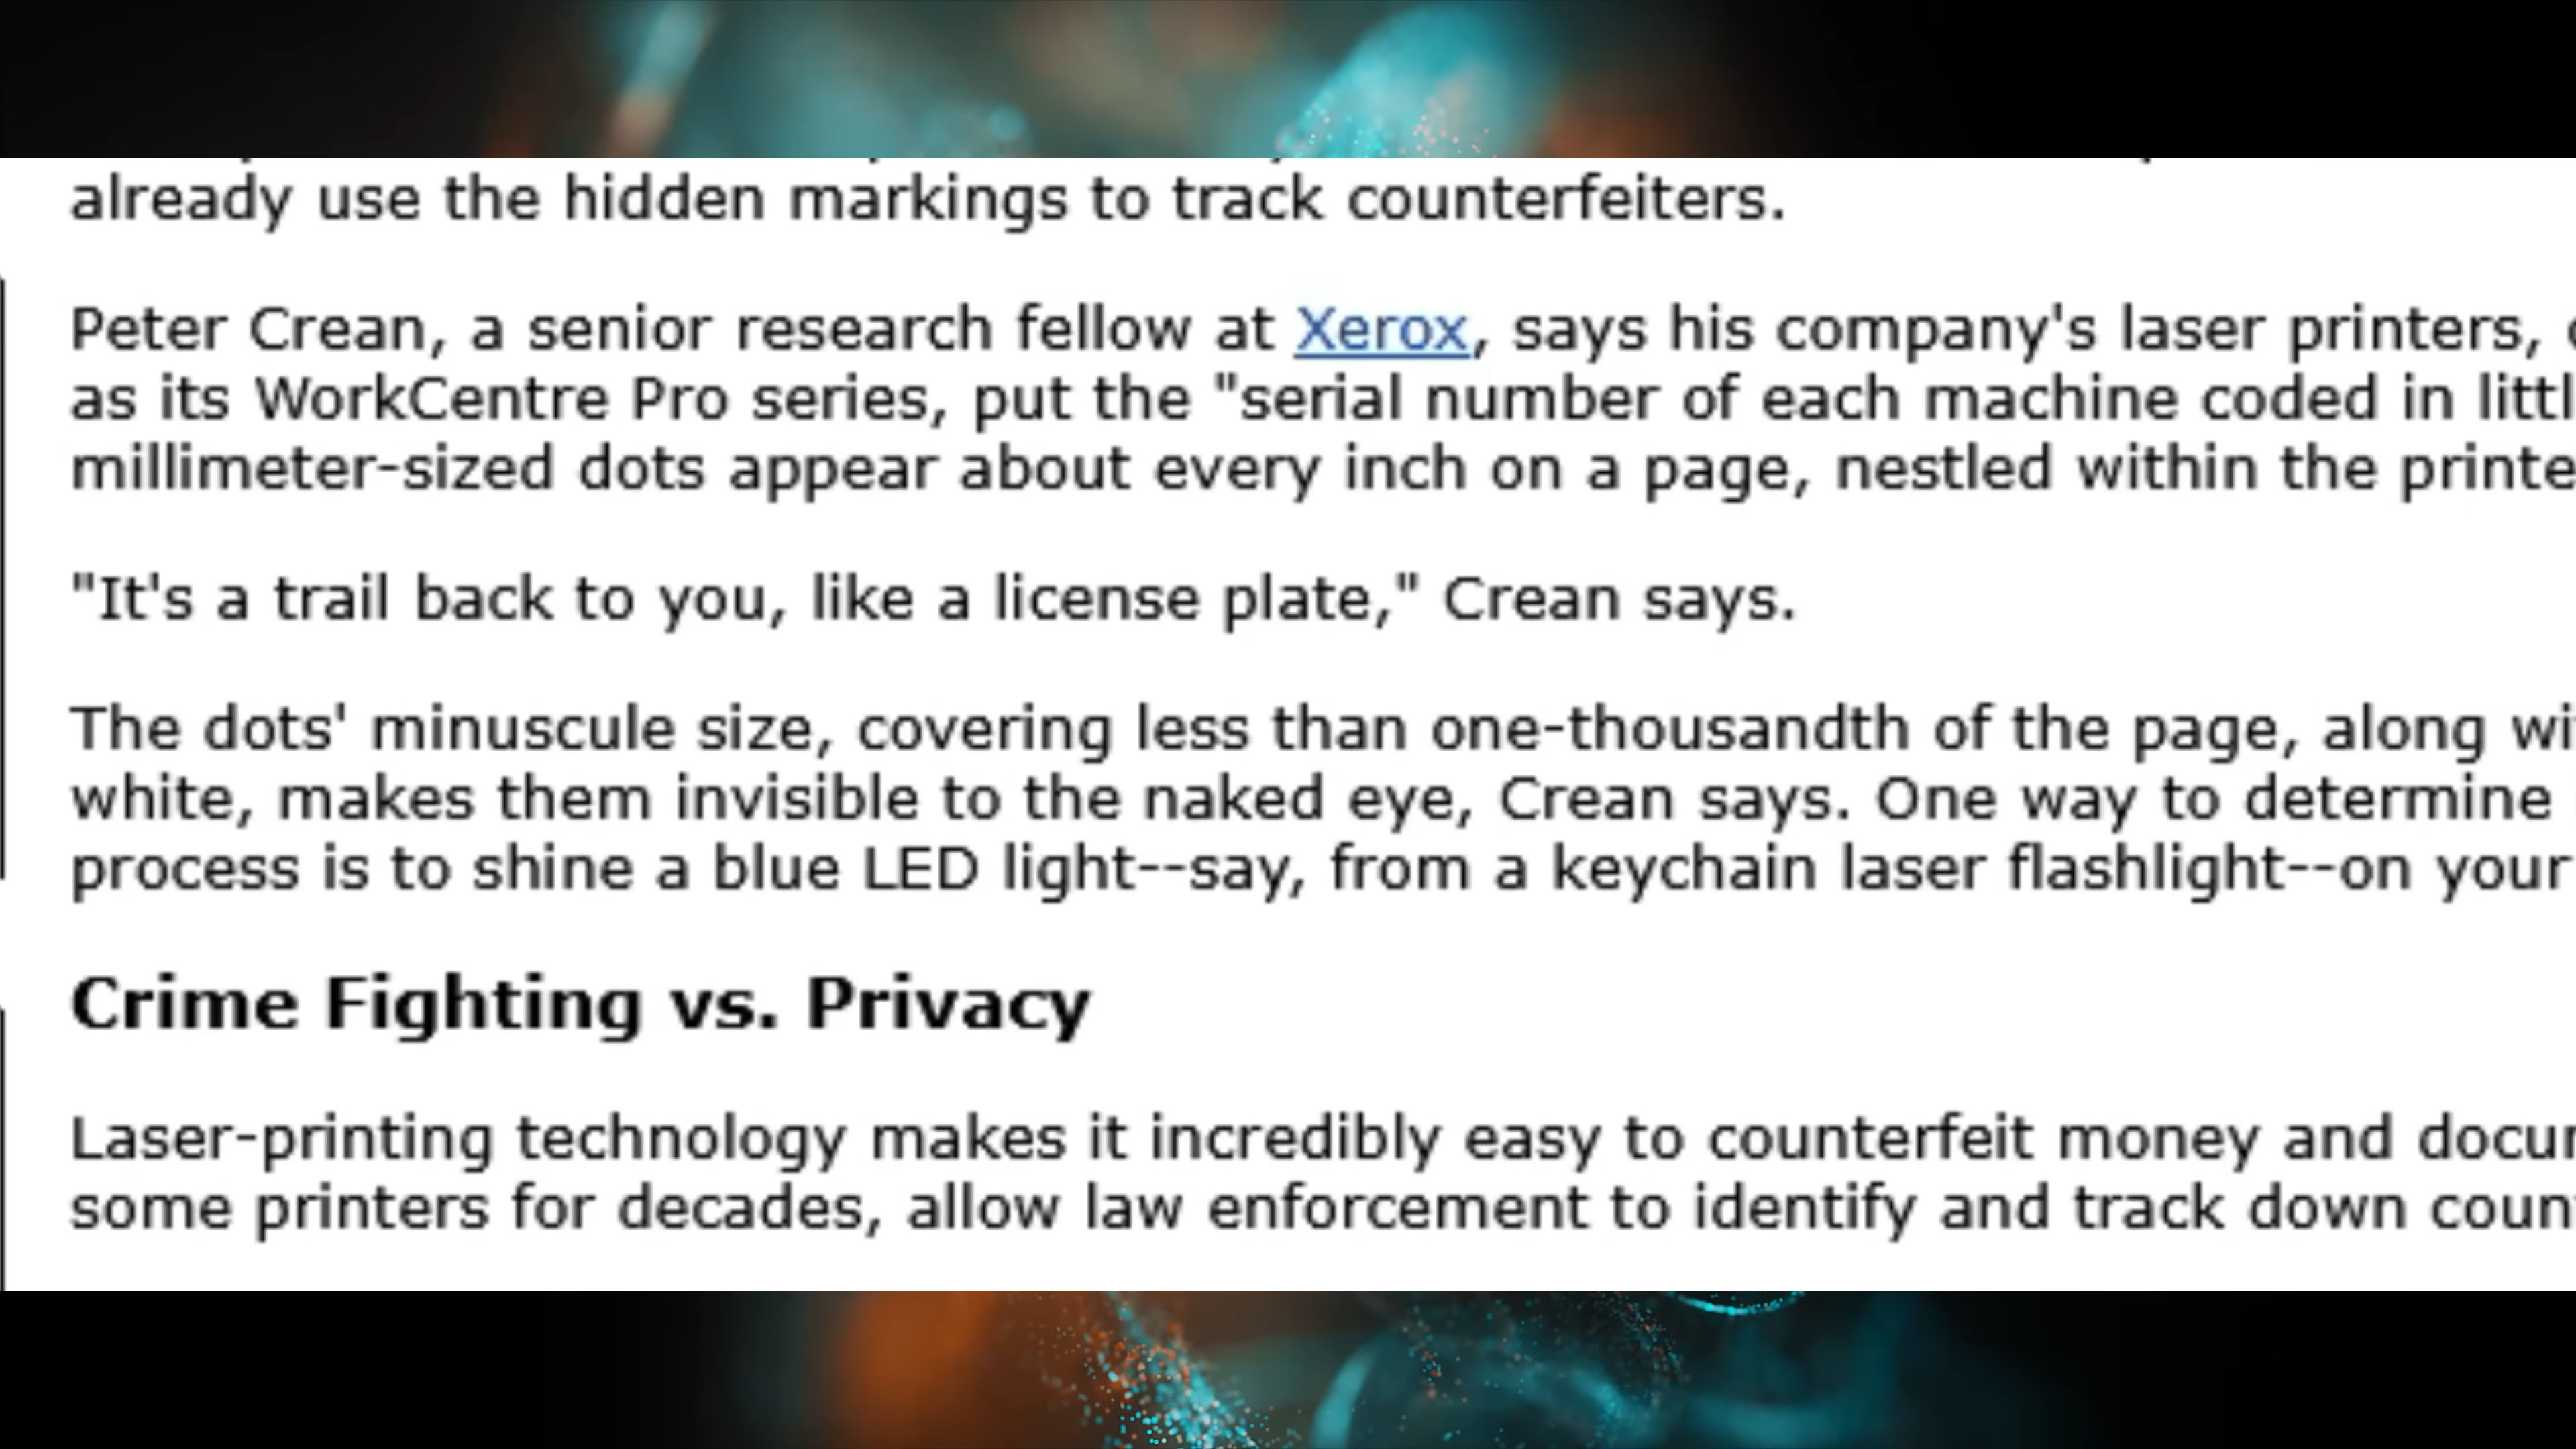 already use the hidden markings to track counterfeiters.
Peter Crean, a senior research fellow at Xerox, says his company's laser printers,
as its WorkCentre Pro series, put the "serial number of each machine coded in
millimeter-sized dots appear about every inch on a page, nestled within the
"It's a trail back to you, like a license plate," Crean says.
The dots' minuscule size, covering less than one-thousandth of the page, along
white, makes them invisible to the naked eye, Crean says. One way to determine
process is to shine a blue LED light--say, from a keychain laser flashlight--on your
Crime Fighting vs. Privacy
Laser-printing technology makes it incredibly easy to counterfeit money and
some printers for decades, allow law enforcement to identify and track down